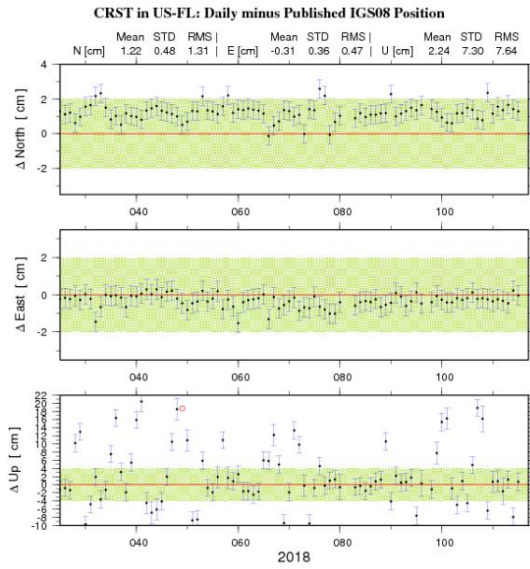 CRST in US-FL: Daily minus Published IGS08 Position
Mean STD RMS Mean STD RMS Mean STD RMS
N [cm] 1.22 0.48 1.31 | E [cm] -0.31 0.36 0.47 | U [cm] 2.24 7.30 7.64
Δ North [ cm ]
4
2
0
-2
040 060 080 100
Δ East [ cm ]
2
0
-2
040 060 080 100
Δ Up [ cm ]
22
20
18
16
14
12
10
8
6
4
2
0
-2
-4
-6
-8
-10
040 060 080 100
2018